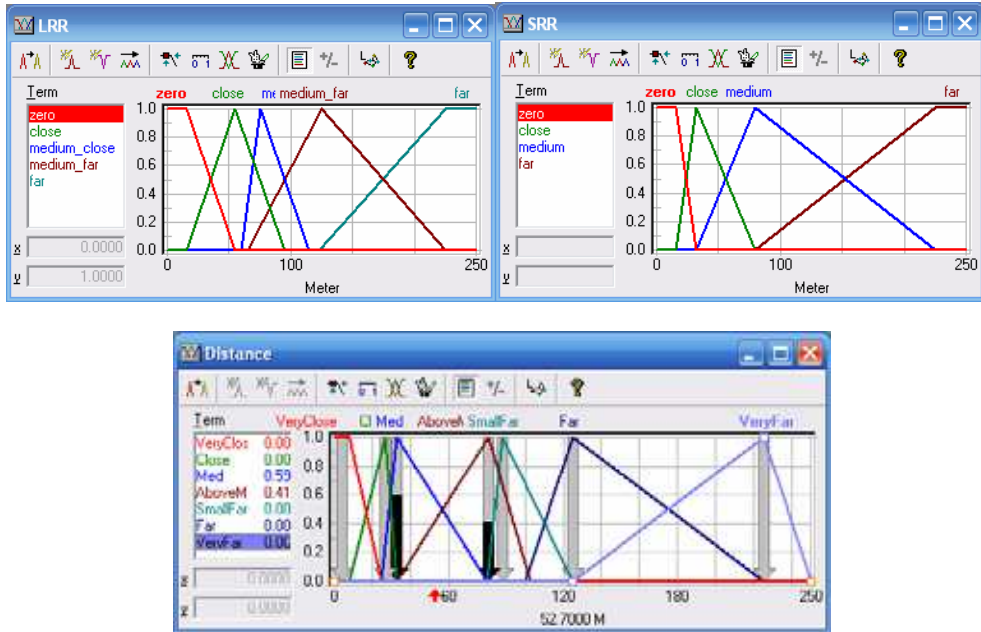 LRR
Term
zero
close
medium_close
medium_far
far
x 0.0000
y 1.0000
zero close me medium_far far
1.0
0.8
0.6
0.4
0.2
0.0
0 100 250
Meter
SRR
Term
zero
close
medium
far
x
y
zero close medium far
1.0
0.8
0.6
0.4
0.2
0.0
0 100 250
Meter
Distance
Term
VeryClos 0.00
Close 0.00
Med 0.59
AboveM 0.41
SmallFar 0.00
Far 0.00
VeryFar 0.00
x 0.0000
y 0.0000
VeryClose Med AboveM SmallFar Far VeryFar
1.0
0.8
0.6
0.4
0.2
0.0
0 60 120 180 250
52.7000 M